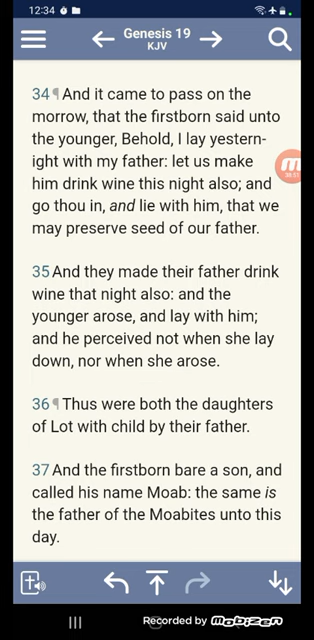 12:34
Genesis 19
KJV
34¶ And it came to pass on the
morrow, that the firstborn said unto
the younger, Behold, I lay yestern-
ight with my father: let us make
him drink wine this night also; and
go thou in, and lie with him, that we
may preserve seed of our father.
35 And they made their father drink
wine that night also: and the
younger arose, and lay with him;
and he perceived not when she lay
down, nor when she arose.
36¶ Thus were both the daughters
of Lot with child by their father.
37 And the firstborn bare a son, and
called his name Moab: the same is
the father of the Moabites unto this
day.
Recorded by mobizen